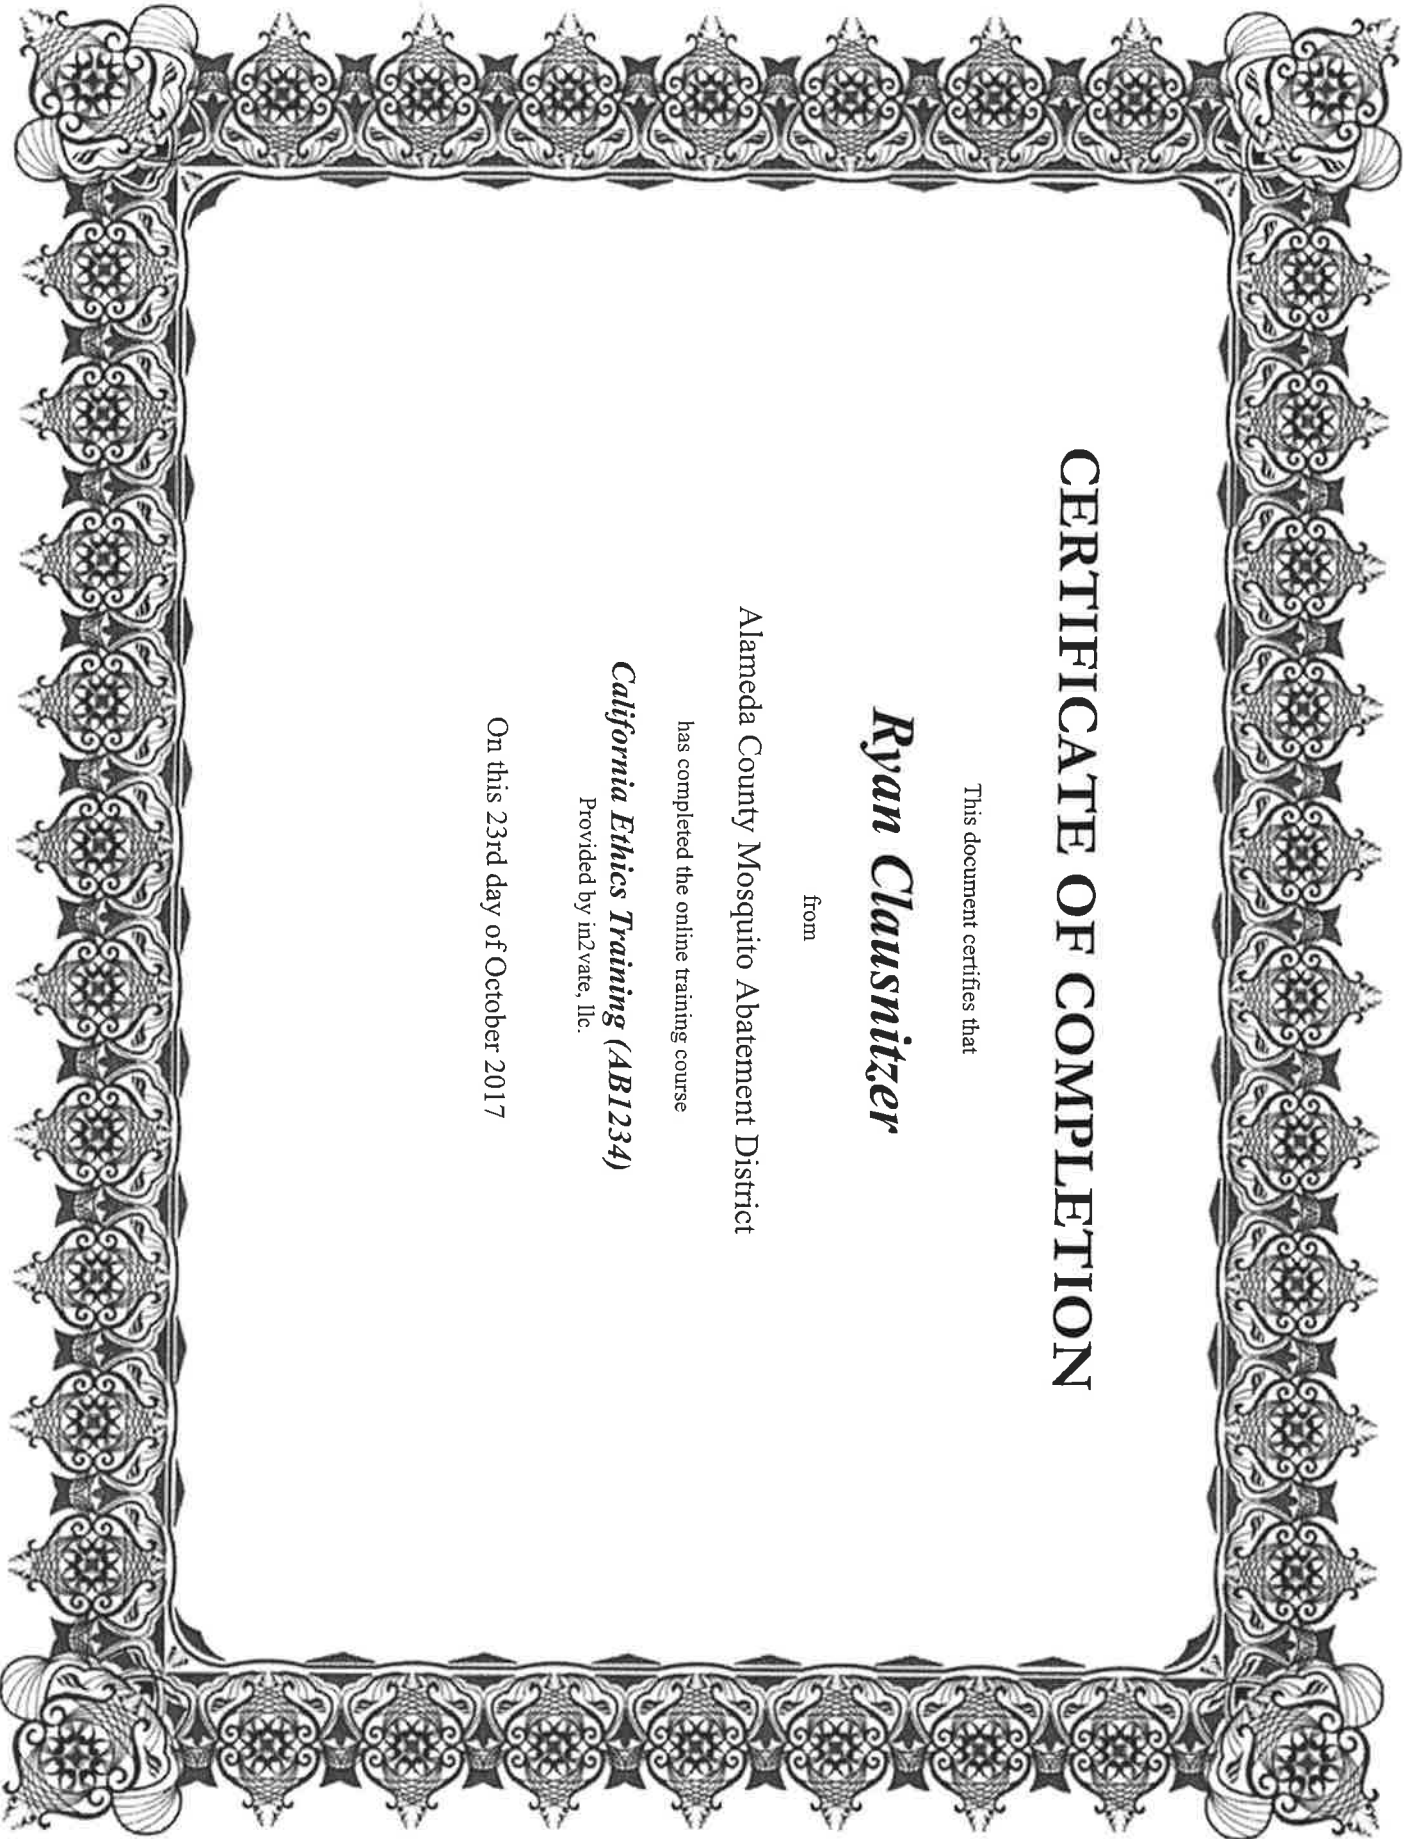 CERTIFICATE OF COMPLETION
This document certifies that
Ryan Clausnitzer
from
Alameda County Mosquito Abatement District
has completed the online training course
California Ethics Training (AB1234)
Provided by in2vate, llc.
On this 23rd day of October 2017